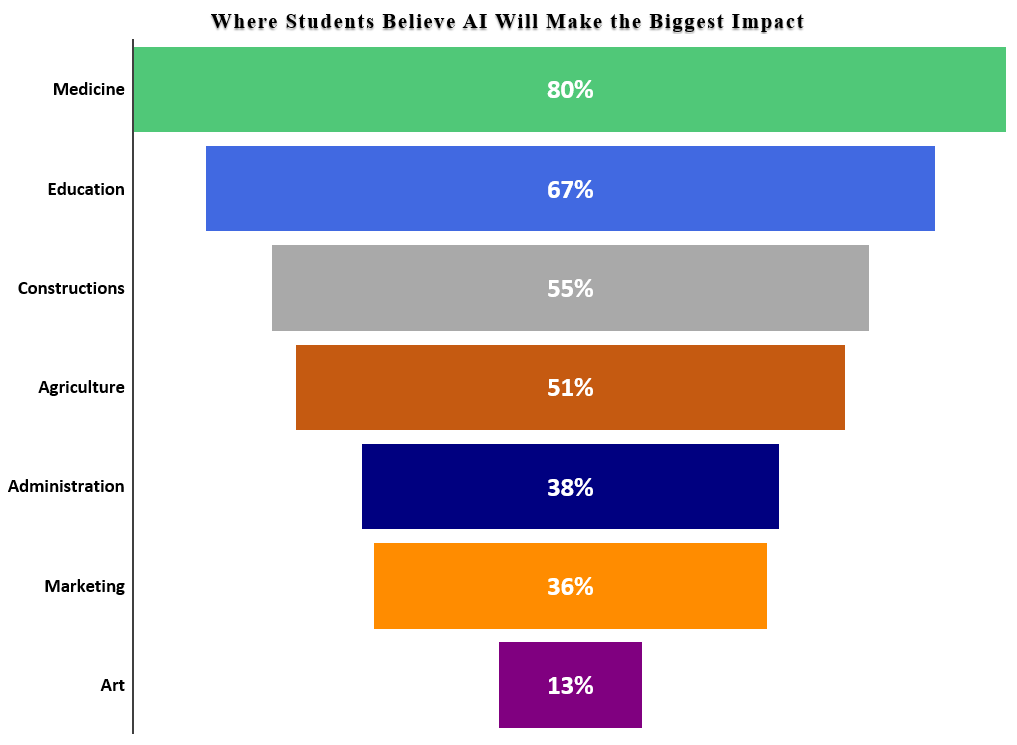 Where Students Believe AI Will Make the Biggest Impact
Medicine 80%
Education 67%
Constructions 55%
Agriculture 51%
Administration 38%
Marketing 36%
Art 13%